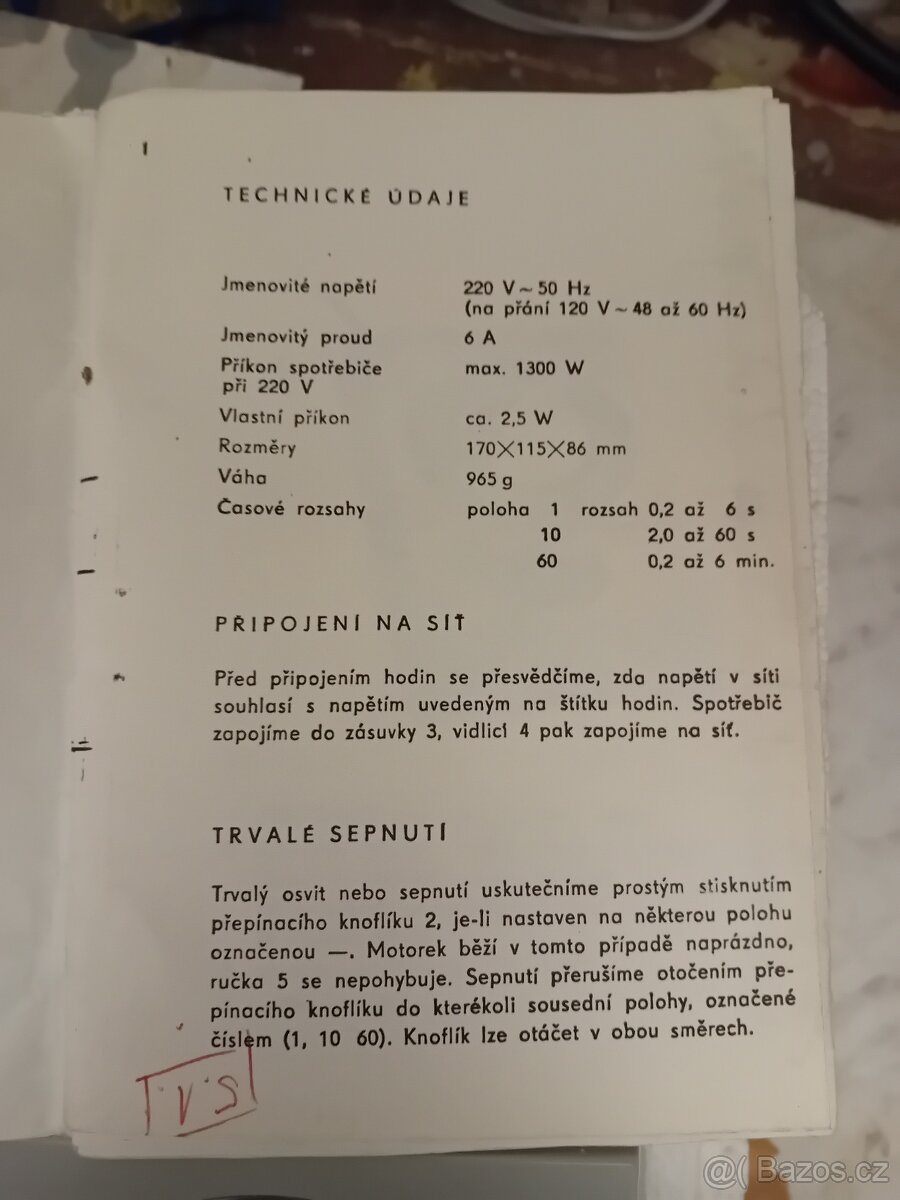 TECHNICKÉ ÚDAJE
Jmenovité napětí 220 V ~ 50 Hz
(na přání 120 V ~ 48 až 60 Hz)
Jmenovitý proud 6 A
Příkon spotřebiče max. 1300 W
při 220 V
Vlastní příkon ca. 2,5 W
Rozměry 170×115×86 mm
Váha 965 g
Časové rozsahy poloha 1 rozsah 0,2 až 6 s
10 2,0 až 60 s
60 0,2 až 6 min.
PŘIPOJENÍ NA SÍŤ
Před připojením hodin se přesvědčíme, zda napětí v síti
souhlasí s napětím uvedeným na štítku hodin. Spotřebič
zapojíme do zásuvky 3, vidlicí 4 pak zapojíme na síť.
TRVALÉ SEPNUTÍ
Trvalý osvit nebo sepnutí uskutečníme prostým stisknutím
přepínacího knoflíku 2, je-li nastaven na některou polohu
označenou —. Motorek běží v tomto případě naprázdno,
ručka 5 se nepohybuje. Sepnutí přerušíme otočením pře-
pínacího knoflíku do kterékoli sousední polohy, označené
číslem (1, 10 60). Knoflík lze otáčet v obou směrech.
VS
@( Bazos.cz